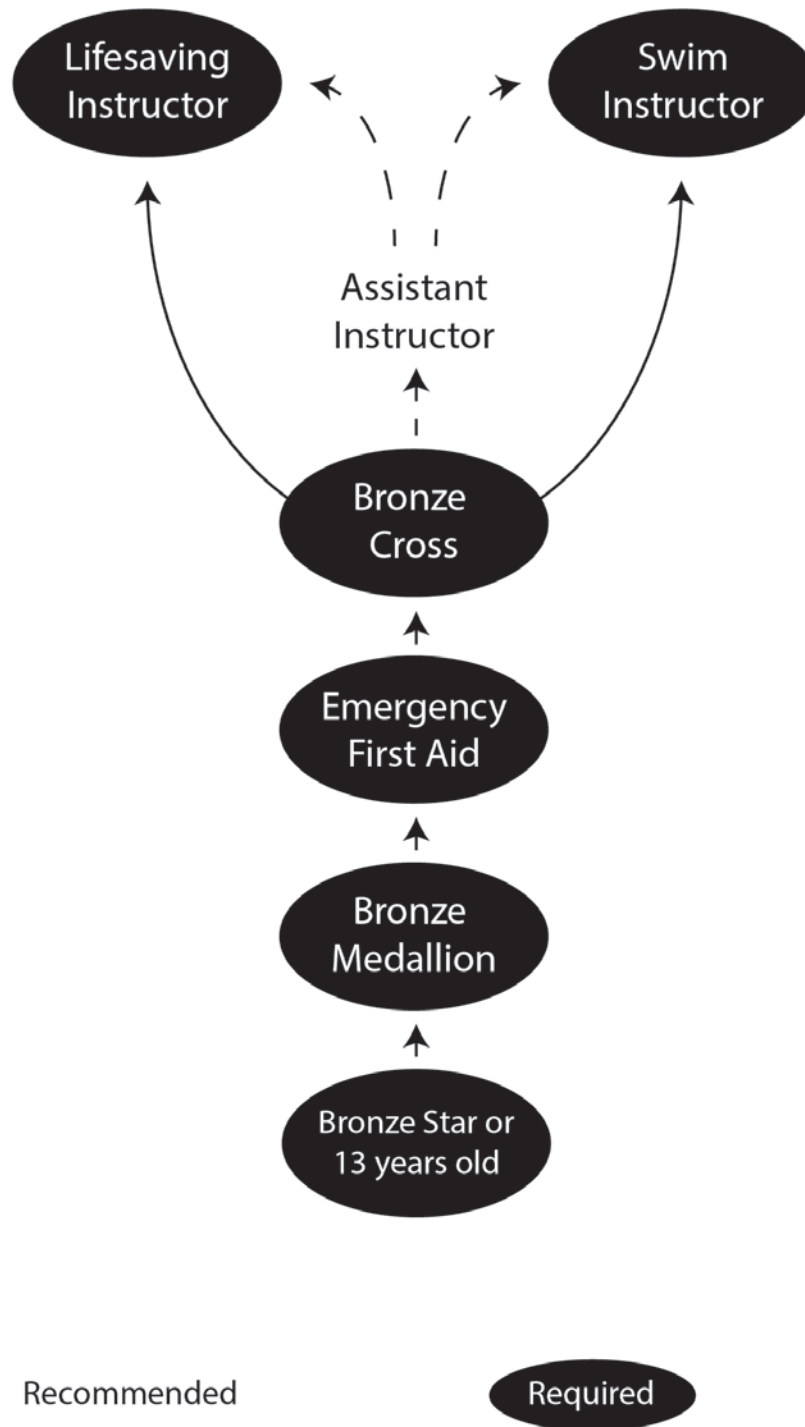 Lifesaving
Instructor
Swim
Instructor
Assistant
Instructor
Bronze
Cross
Emergency
First Aid
Bronze
Medallion
Bronze Star or
13 years old
Recommended
Required